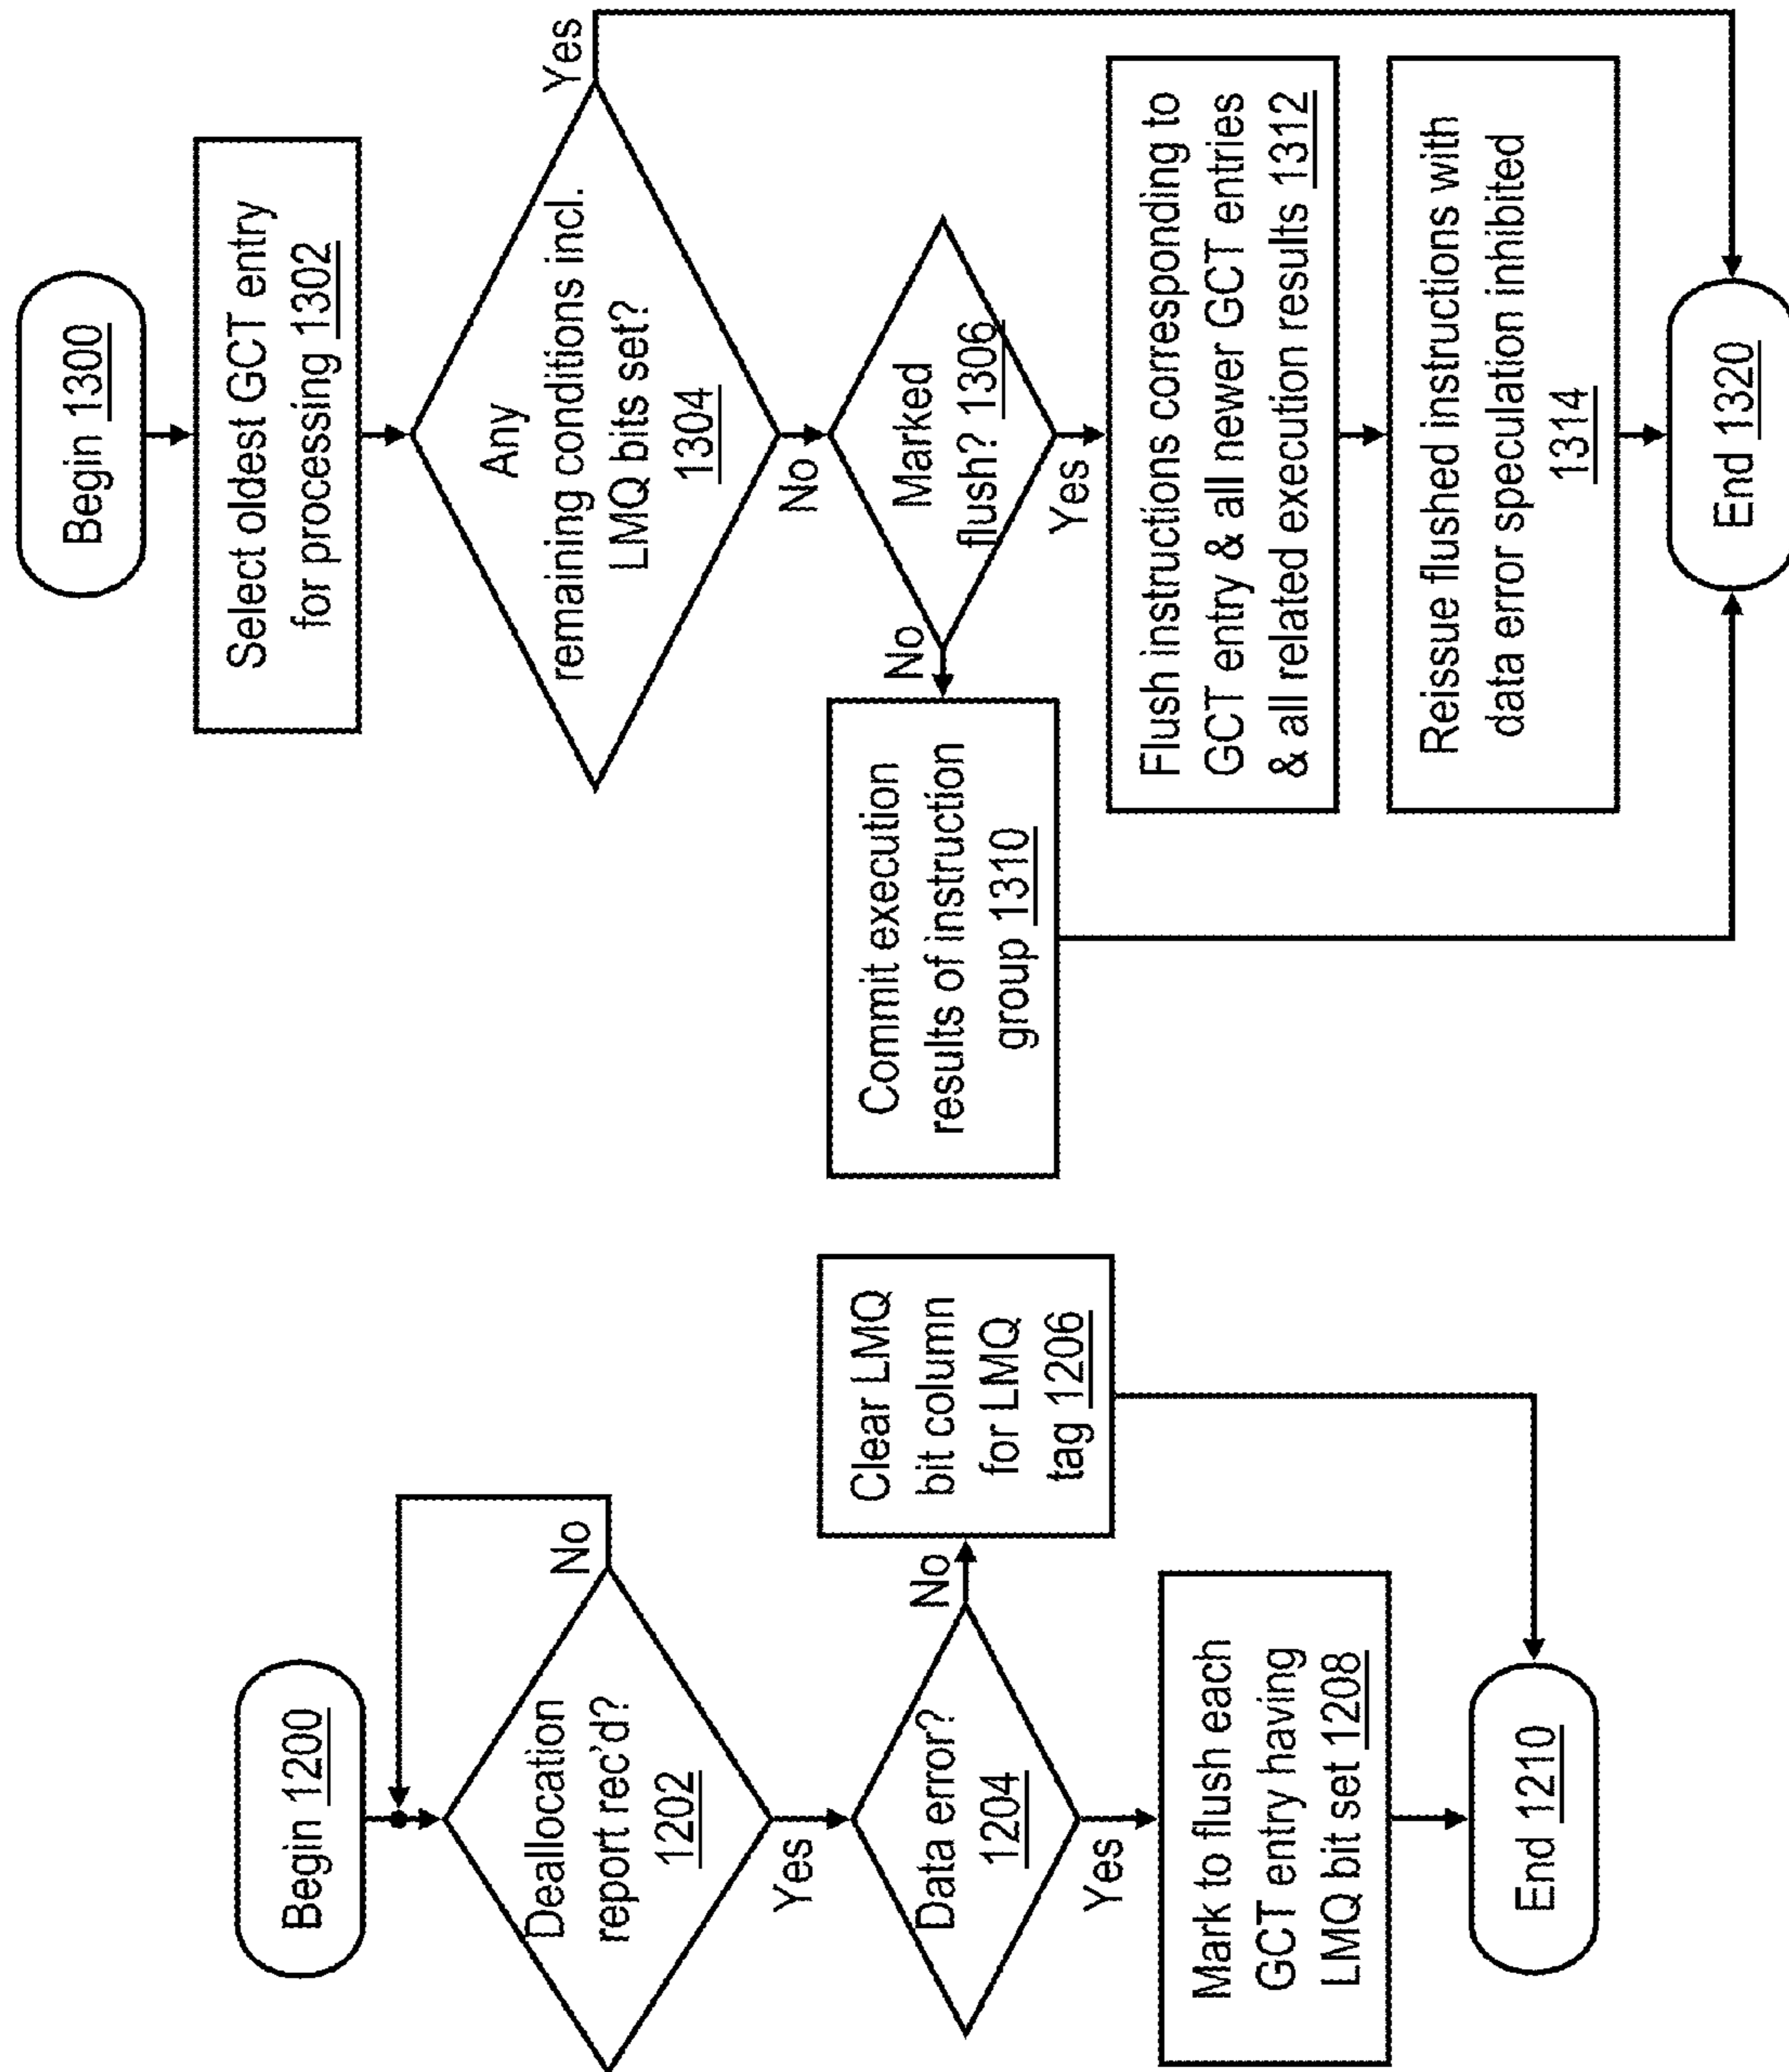 Begin 1200
Deallocation
report rec'd?
1202
No
Yes
Data error?
1204
No
Clear LMQ
bit column
for LMQ
tag 1206
Yes
Mark to flush each
GCT entry having
LMQ bit set 1208
End 1210
Begin 1300
Select oldest GCT entry
for processing 1302
Any
remaining conditions incl.
LMQ bits set?
1304
Yes
No
Marked
flush? 1306
No
Commit execution
results of instruction
group 1310
Yes
Flush instructions corresponding to
GCT entry & all newer GCT entries
& all related execution results 1312
Reissue flushed instructions with
data error speculation inhibited
1314
End 1320